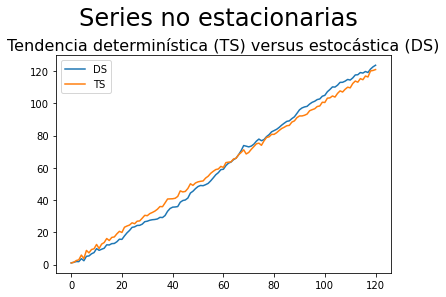 Series no estacionarias
Tendencia determinística (TS) versus estocástica (DS)
DS
TS
120
100
80
60
40
20
0
0 20 40 60 80 100 120